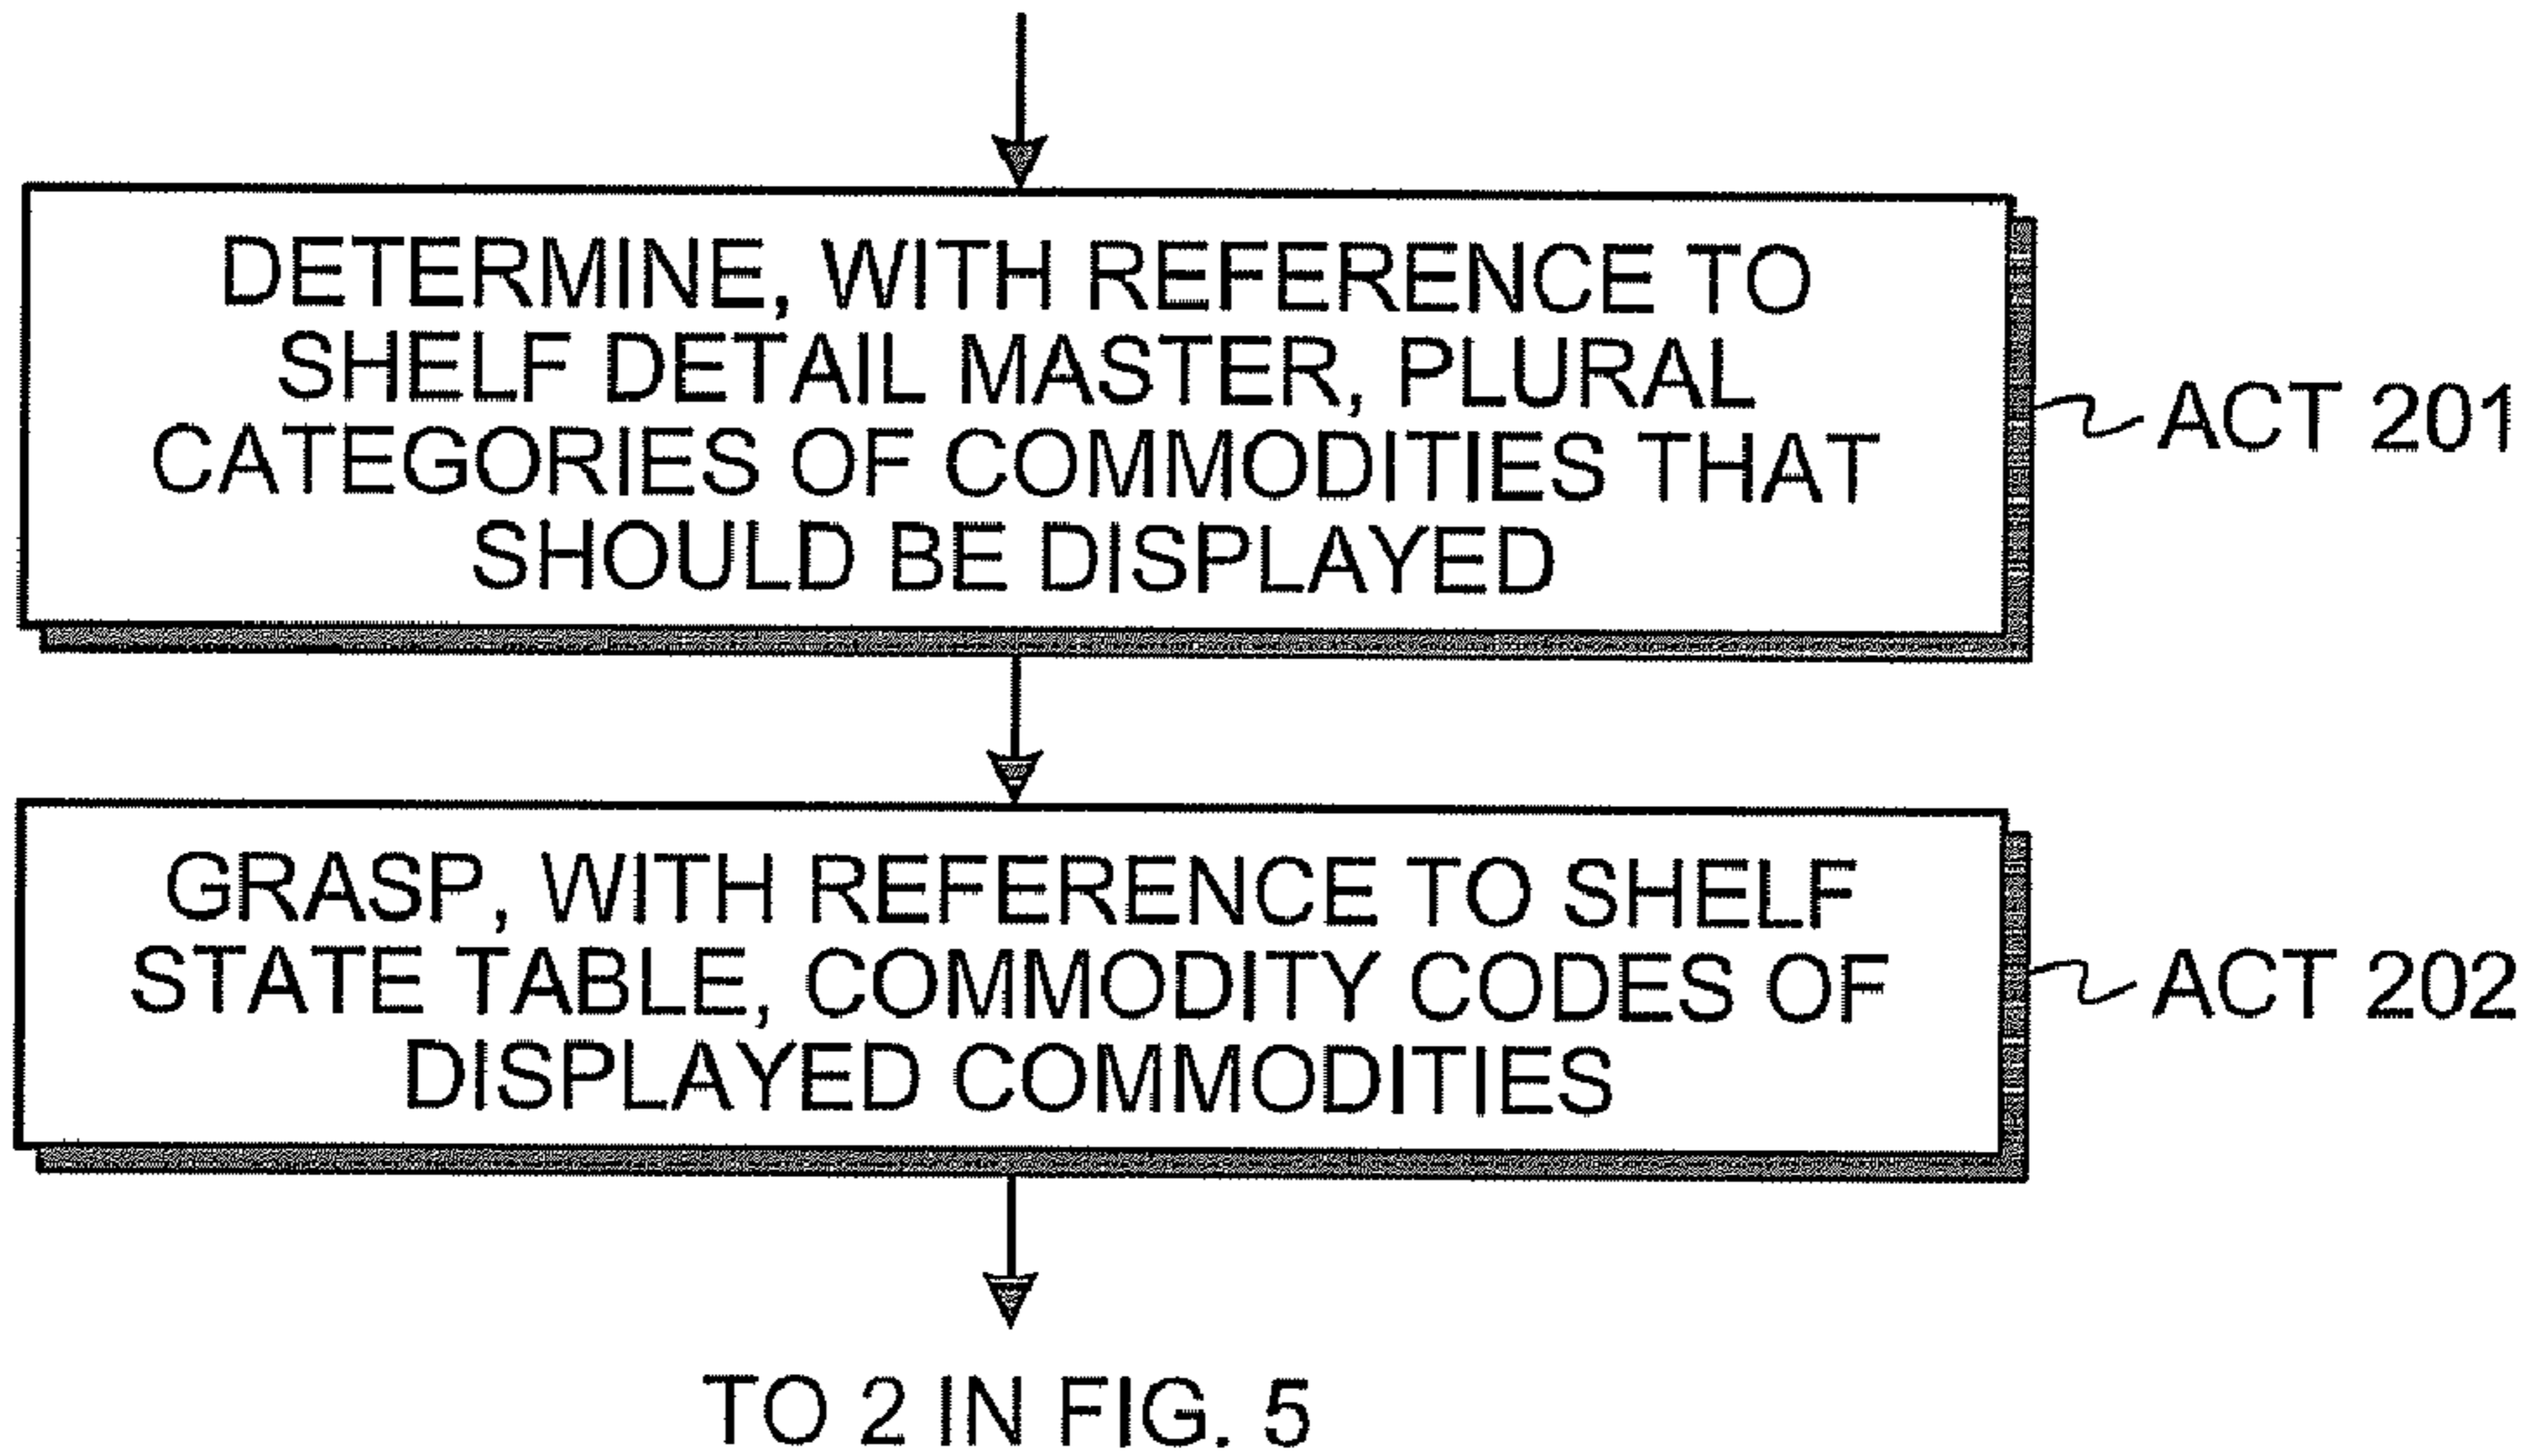 DETERMINE, WITH REFERENCE TO
SHELF DETAIL MASTER, PLURAL
CATEGORIES OF COMMODITIES THAT
SHOULD BE DISPLAYED
ACT 201
GRASP, WITH REFERENCE TO SHELF
STATE TABLE, COMMODITY CODES OF
DISPLAYED COMMODITIES
ACT 202
TO 2 IN FIG. 5